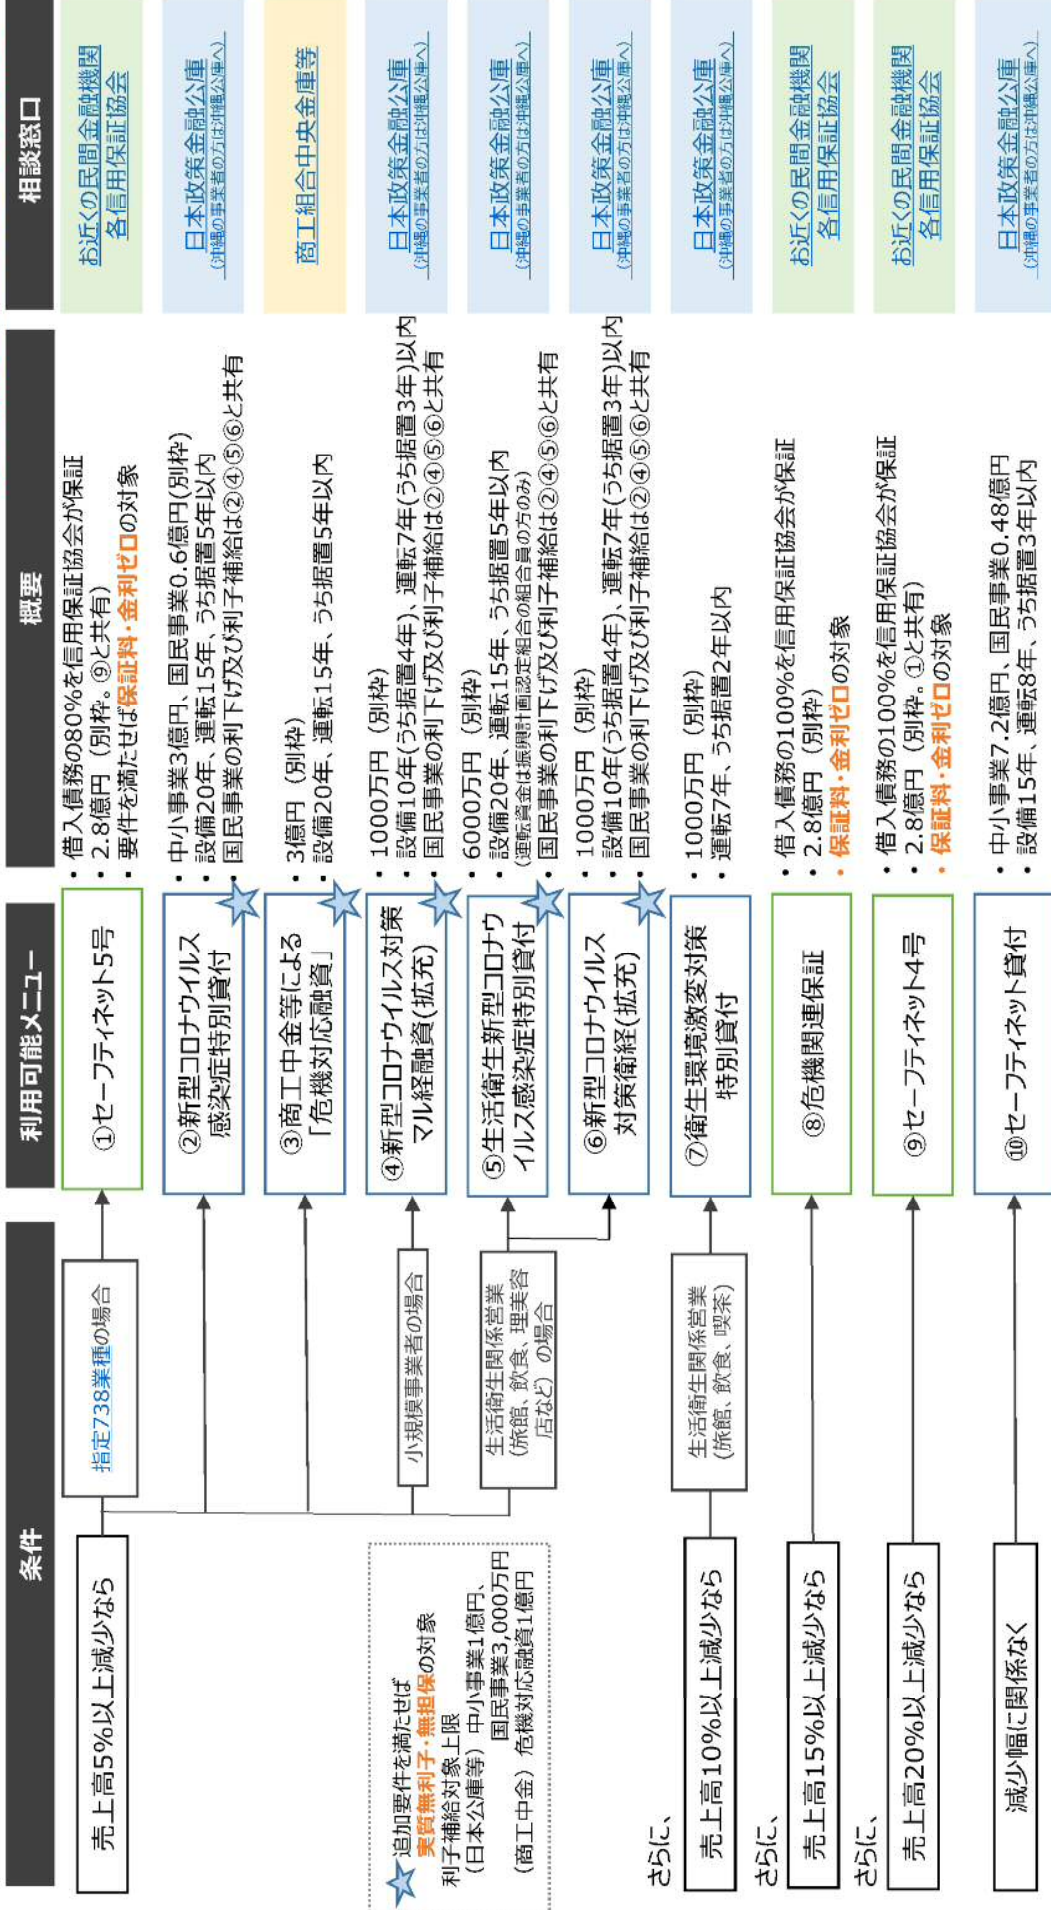 条件
利用可能メニュー
概要
相談窓口
売上高5%以上減少なら
指定738業種の場合
①セーフティネット5号
・借入債務の80%を信用保証協会が保証
・2.8億円（別枠。⑨と共有）
・要件を満たせば保証料・金利ゼロの対象
お近くの民間金融機関
各信用保証協会
②新型コロナウイルス
感染症特別貸付
・中小事業3億円、国民事業0.6億円(別枠)
・設備20年、運転15年、うち据置5年以内
・国民事業の利下げ及び利子補給は②④⑤⑥と共有
日本政策金融公庫
（沖縄の事業者の方は沖縄公庫へ）
③商工中金等による
「危機対応融資」
・3億円（別枠）
・設備20年、運転15年、うち据置5年以内
商工組合中央金庫等
小規模事業者の場合
④新型コロナウイルス対策
マル経融資(拡充)
・1000万円（別枠）
・設備10年(うち据置4年)、運転7年(うち据置3年)以内
・国民事業の利下げ及び利子補給は②④⑤⑥と共有
日本政策金融公庫
（沖縄の事業者の方は沖縄公庫へ）
生活衛生関係営業
(旅館、飲食、理美容
店など）の場合
⑤生活衛生新型コロナウ
イルス感染症特別貸付
・6000万円（別枠）
・設備20年、運転15年、うち据置5年以内
（運転資金は振興計画認定組合の組合員の方のみ）
・国民事業の利下げ及び利子補給は②④⑤⑥と共有
日本政策金融公庫
（沖縄の事業者の方は沖縄公庫へ）
⑥新型コロナウイルス
対策衛経(拡充)
・1000万円（別枠）
・設備10年(うち据置4年)、運転7年(うち据置3年)以内
・国民事業の利下げ及び利子補給は②④⑤⑥と共有
日本政策金融公庫
（沖縄の事業者の方は沖縄公庫へ）
追加要件を満たせば
実質無利子・無担保の対象
利子補給対象上限
（日本公庫等）中小事業1億円、
国民事業3,000万円
（商工中金）危機対応融資1億円
さらに、
売上高10%以上減少なら
生活衛生関係営業
(旅館、飲食、喫茶）
⑦衛生環境激変対策
特別貸付
・1000万円（別枠）
・運転7年、うち据置2年以内
日本政策金融公庫
（沖縄の事業者の方は沖縄公庫へ）
さらに、
売上高15%以上減少なら
⑧危機関連保証
・借入債務の100%を信用保証協会が保証
・2.8億円（別枠）
・保証料・金利ゼロの対象
お近くの民間金融機関
各信用保証協会
さらに、
売上高20%以上減少なら
⑨セーフティネット4号
・借入債務の100%を信用保証協会が保証
・2.8億円（別枠。①と共有）
・保証料・金利ゼロの対象
お近くの民間金融機関
各信用保証協会
減少幅に関係なく
⑩セーフティネット貸付
・中小事業7.2億円、国民事業0.48億円
・設備15年、運転8年、うち据置3年以内
日本政策金融公庫
（沖縄の事業者の方は沖縄公庫へ）